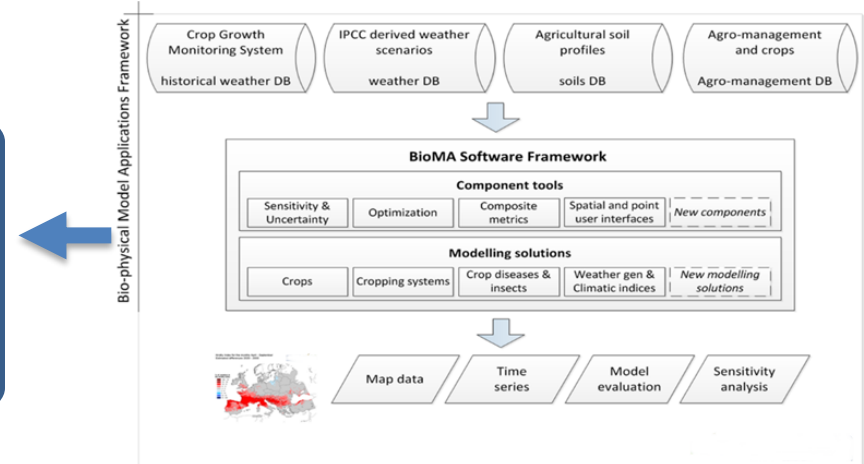 Bio-physical Model Applications Framework
Crop Growth
Monitoring System
historical weather DB
IPCC derived weather
scenarios
weather DB
Agricultural soil
profiles
soils DB
Agro-management
and crops
Agro-management DB
BioMA Software Framework
Component tools
Sensitivity &
Uncertainty
Optimization
Composite
metrics
Spatial and point
user interfaces
New components
Modelling solutions
Crops
Cropping systems
Crop diseases &
insects
Weather gen &
Climatic indices
New modelling
solutions
Map data
Time
series
Model
evaluation
Sensitivity
analysis